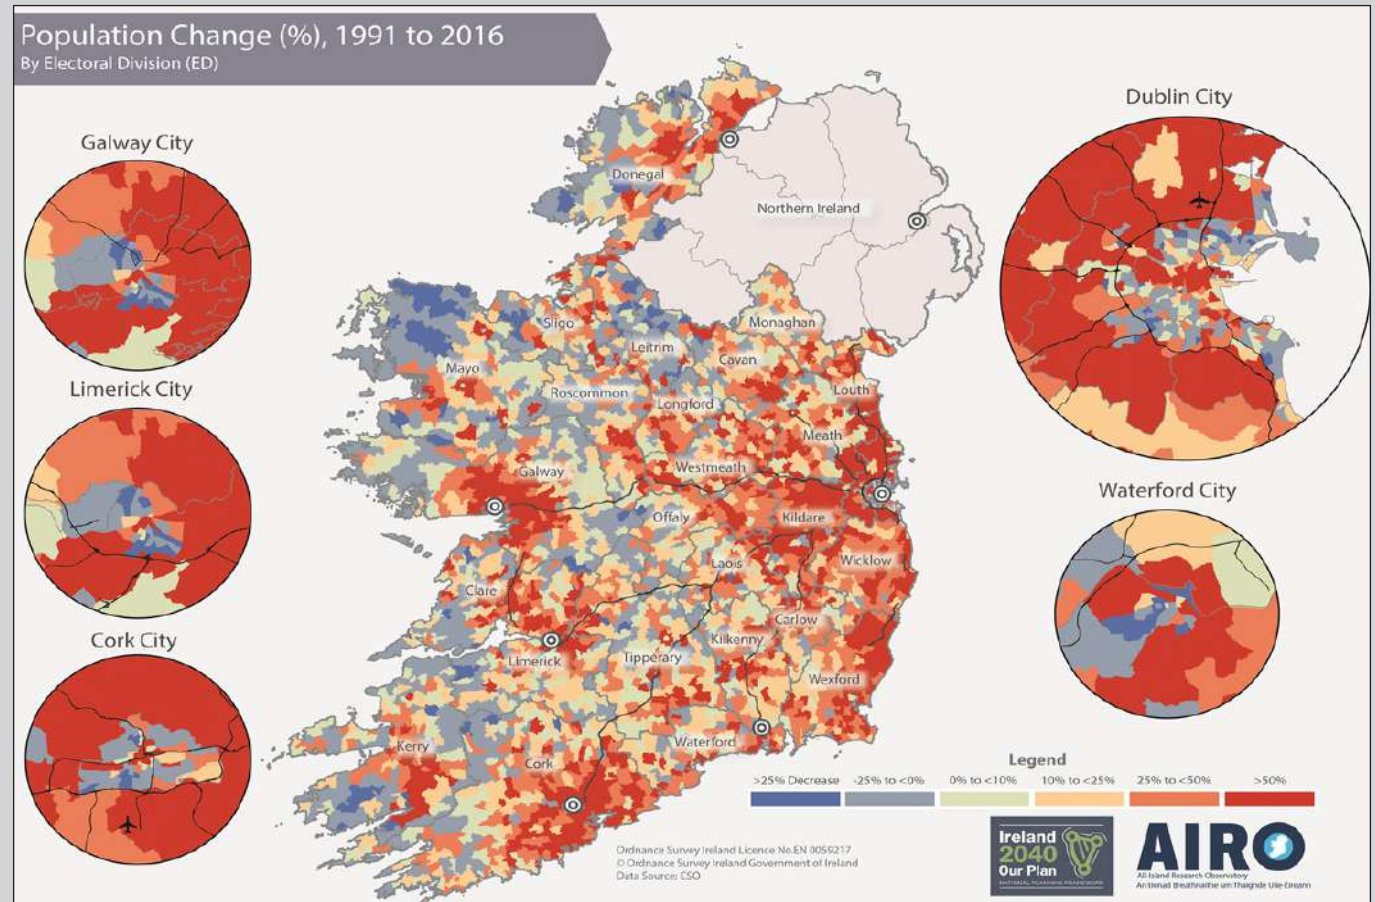 Population Change (%), 1991 to 2016
By Electoral Division (ED)
Galway City
Limerick City
Cork City
Dublin City
Waterford City
Donegal
Northern Ireland
Sligo
Monaghan
Leitrim
Cavan
Mayo
Roscommon
Longford
Louth
Meath
Galway
Westmeath
Offaly
Kildare
Laois
Wicklow
Clare
Carlow
Kilkenny
Limerick
Tipperary
Wexford
Kerry
Waterford
Cork
Legend
>25% Decrease
-25% to <0%
0% to <10%
10% to <25%
25% to <50%
>50%
Ordnance Survey Ireland Licence No.EN 0059217
© Ordnance Survey Ireland Government of Ireland
Data Source: CSO
Ireland
2040
Our Plan
NATIONAL PLANNING FRAMEWORK
AIRO
All-Island Research Observatory